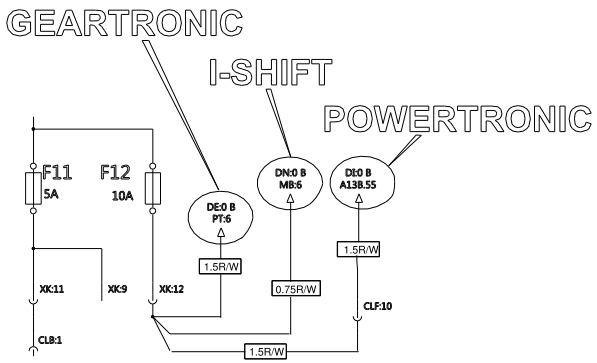 GEARTRONIC
I-SHIFT
POWERTRONIC
F11
5A
F12
10A
DE:0 B
PT:6
DN:0 B
MB:6
DI:0 B
A13B.55
1.5R/W
0.75R/W
1.5R/W
XK:11
XK:9
XK:12
CLF:10
CLB:1
1.5R/W